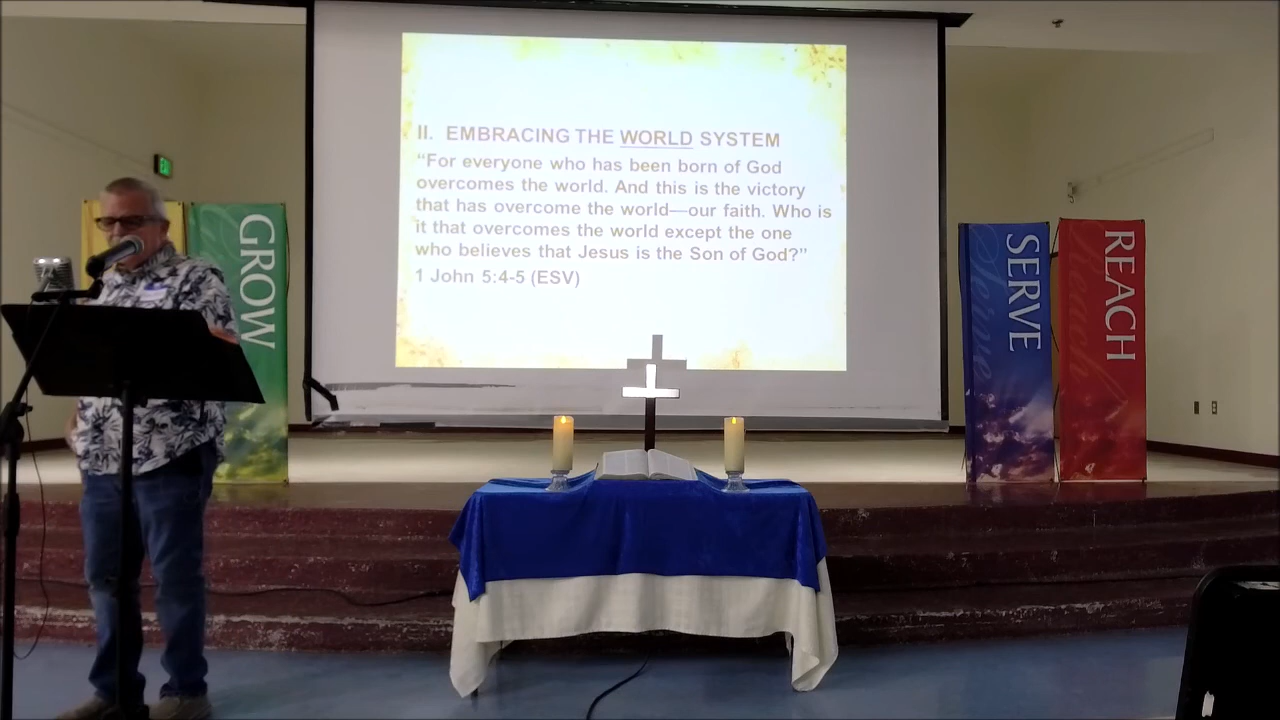 II. EMBRACING THE WORLD SYSTEM
“For everyone who has been born of God
overcomes the world. And this is the victory
that has overcome the world—our faith. Who is
it that overcomes the world except the one
who believes that Jesus is the Son of God?”
1 John 5:4-5 (ESV)
GROW
SERVE
Serve
REACH
Reach